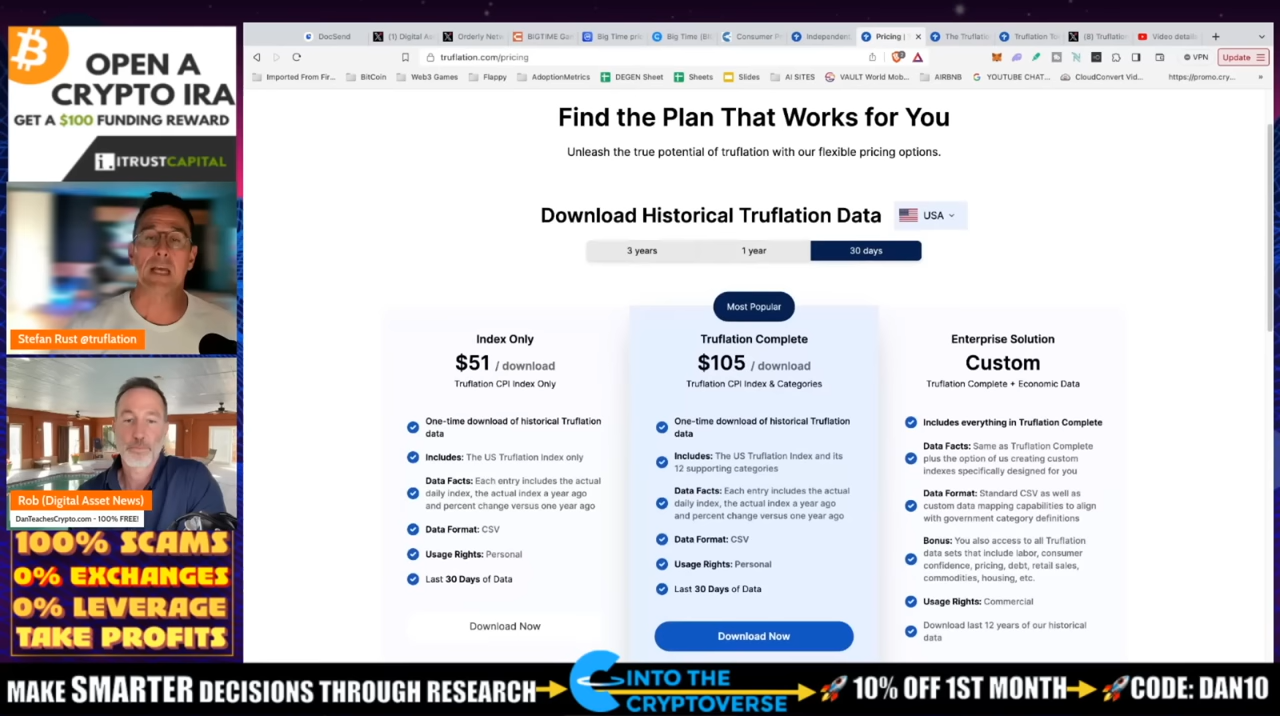 OPEN A
CRYPTO IRA
GET A $100 FUNDING REWARD
i. ITRUSTCAPITAL
Stefan Rust @truflation
Rob (Digital Asset News)
DanTeachesCrypto.com - 100% FREE!
100% SCAMS
0% EXCHANGES
0% LEVERAGE
TAKE PROFITS
DocSend
(1) Digital As
Orderly Netw
BIGTIME Ga
Big Time pric
Big Time (BI
Consumer P
Independent
Pricing |
The Truflatio
Truflation To
(8) Truflatio
Video details
truflation.com/pricing
VPN
Update
Imported From Fir...
BitCoin
Web3 Games
Flappy
AdoptionMetrics
DEGEN Sheet
Sheets
Slides
AI SITES
VAULT World Mob...
AIRBNB
YOUTUBE CHAT...
CloudConvert Vid...
https://promo.cry...
Find the Plan That Works for You
Unleash the true potential of truflation with our flexible pricing options.
Download Historical Truflation Data
USA
3 years
1 year
30 days
Most Popular
Index Only
$51 / download
Truflation CPI Index Only
One-time download of historical Truflation
data
Includes: The US Truflation Index only
Data Facts: Each entry includes the actual
daily index, the actual index a year ago
and percent change versus one year ago
Data Format: CSV
Usage Rights: Personal
Last 30 Days of Data
Download Now
Truflation Complete
$105 / download
Truflation CPI Index & Categories
One-time download of historical Truflation
data
Includes: The US Truflation Index and its
12 supporting categories
Data Facts: Each entry includes the actual
daily index, the actual index a year ago
and percent change versus one year ago
Data Format: CSV
Usage Rights: Personal
Last 30 Days of Data
Download Now
Enterprise Solution
Custom
Truflation Complete + Economic Data
Includes everything in Truflation Complete
Data Facts: Same as Truflation Complete
plus the option of us creating custom
indexes specifically designed for you
Data Format: Standard CSV as well as
custom data mapping capabilities to align
with government category definitions
Bonus: You also access to all Truflation
data sets that include labor, consumer
confidence, pricing, debt, retail sales,
commodities, housing, etc.
Usage Rights: Commercial
Download last 12 years of our historical
data
MAKE SMARTER DECISIONS THROUGH RESEARCH
INTO THE
CRYPTOVERSE
10% OFF 1ST MONTH
CODE: DAN10